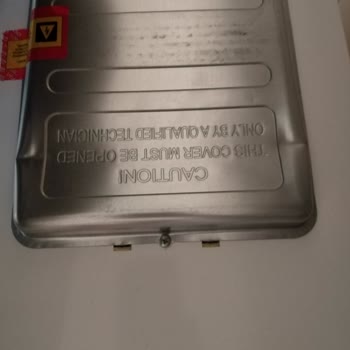 CAUTION!
THIS COVER MUST BE OPENED
ONLY BY A QUALIFIED TECHNICIAN